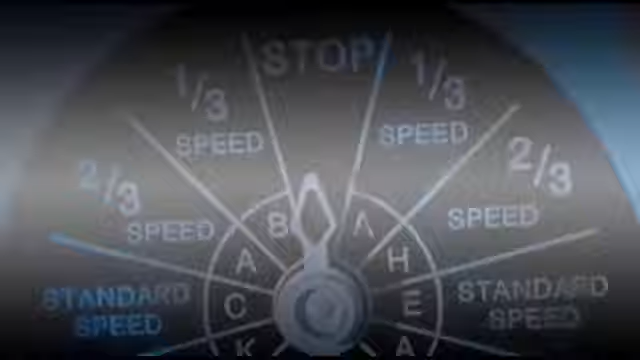 STOP
1/3
SPEED
1/3
SPEED
2/3
SPEED
2/3
SPEED
STANDARD
SPEED
STANDARD
SPEED
B
A
C
K
A
H
E
A